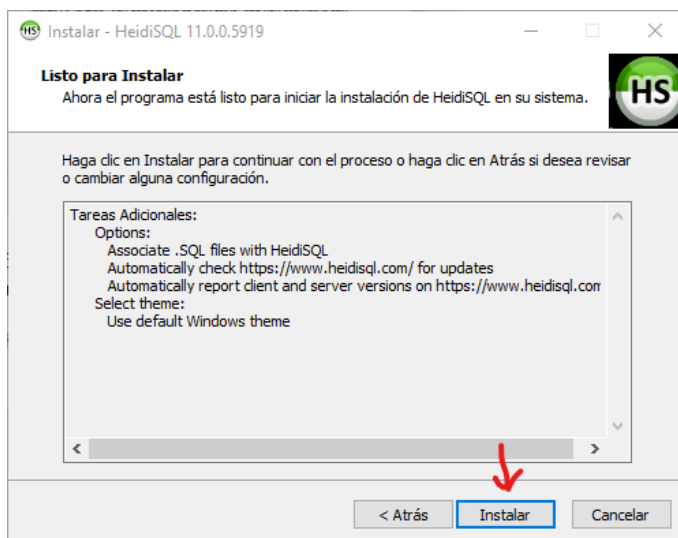 HS Instalar - HeidiSQL 11.0.0.5919
Listo para Instalar
Ahora el programa está listo para iniciar la instalación de HeidiSQL en su sistema.
HS
Haga clic en Instalar para continuar con el proceso o haga clic en Atrás si desea revisar
o cambiar alguna configuración.
Tareas Adicionales:
Options:
Associate .SQL files with HeidiSQL
Automatically check https://www.heidisql.com/ for updates
Automatically report client and server versions on https://www.heidisql.com
Select theme:
Use default Windows theme
< Atrás Instalar Cancelar